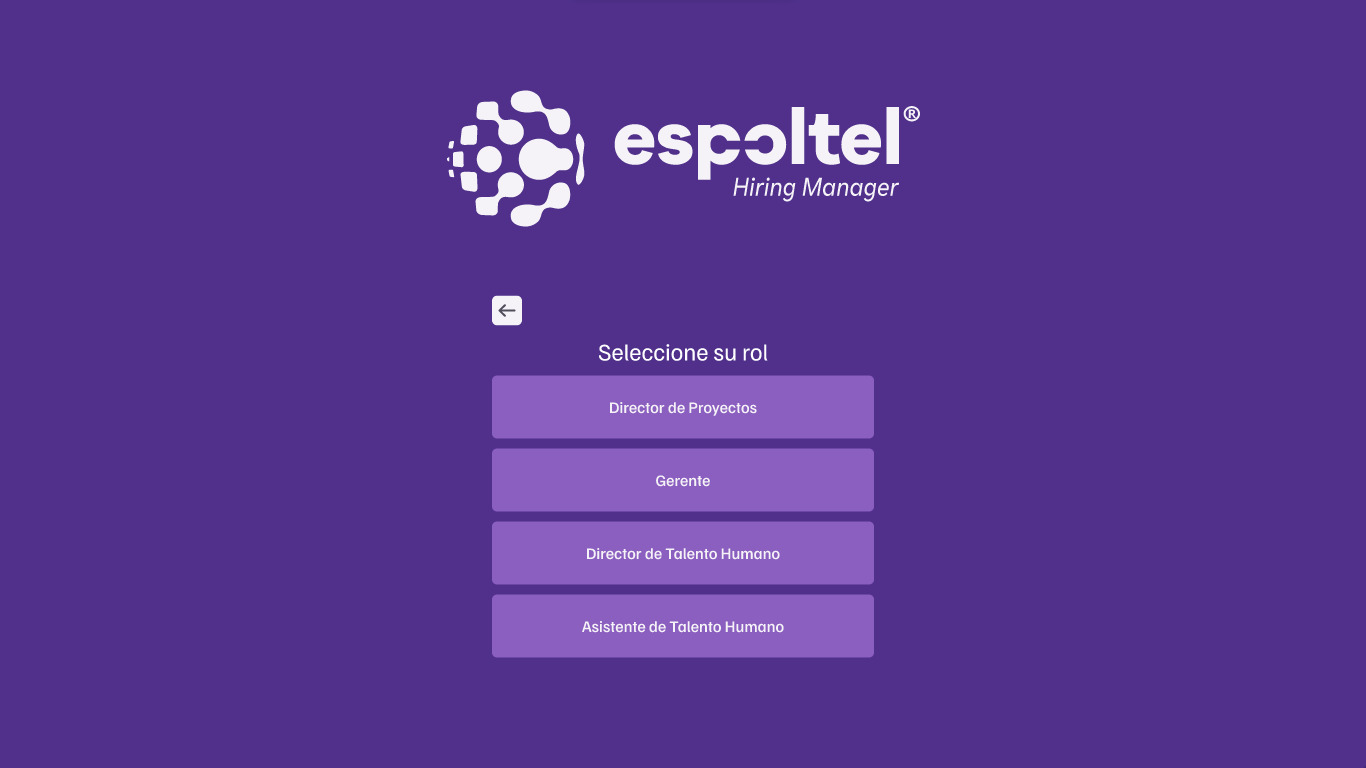 espoltel®
Hiring Manager
Seleccione su rol
Director de Proyectos
Gerente
Director de Talento Humano
Asistente de Talento Humano